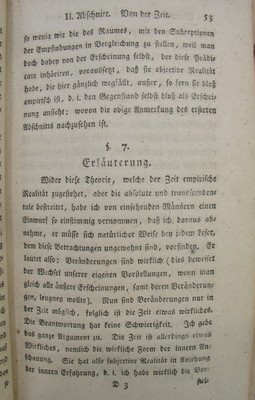 II. Abschnitt. Von der Zeit. 53
so wenig wie die des Raumes, mit den Subreptionen
der Empfindungen in Vergleichung zu stellen, weil man
doch dabey von der Erscheinung selbst, der diese Prädi-
cate inhäriren, voraussetzt, daß sie objective Realität
habe, die hier gänzlich wegfällt, außer, so fern sie bloß
empirisch ist, d. i. den Gegenstand selbst bloß als Erschei-
nung ansieht: wovon die obige Anmerkung des ersteren
Abschnitts nachzusehen ist.
§ 7.
Erläuterung.
Wider diese Theorie, welche der Zeit empirische
Realität zugestehet, aber die absolute und transscenden-
tale bestreitet, habe ich von einsehenden Männern einen
Einwurf so einstimmig vernommen, daß ich daraus ab-
nehme, er müsse sich natürlicher Weise bey jedem Leser,
dem diese Betrachtungen ungewohnt sind, vorfinden. Er
lautet also: Veränderungen sind wirklich (dies beweiset
der Wechsel unserer eigenen Vorstellungen, wenn man
gleich alle äußere Erscheinungen, samt deren Veränderun-
gen, leugnen wollte). Nun sind Veränderungen nur in
der Zeit möglich, folglich ist die Zeit etwas wirkliches.
Die Beantwortung hat keine Schwierigkeit. Ich gebe
das ganze Argument zu. Die Zeit ist allerdings etwas
Wirkliches, nemlich die wirkliche Form der innern An-
schauung. Sie hat also subjective Realität in Ansehung
der innern Erfahrung, d. i. ich habe wirklich die Vor-
D 3 stel-